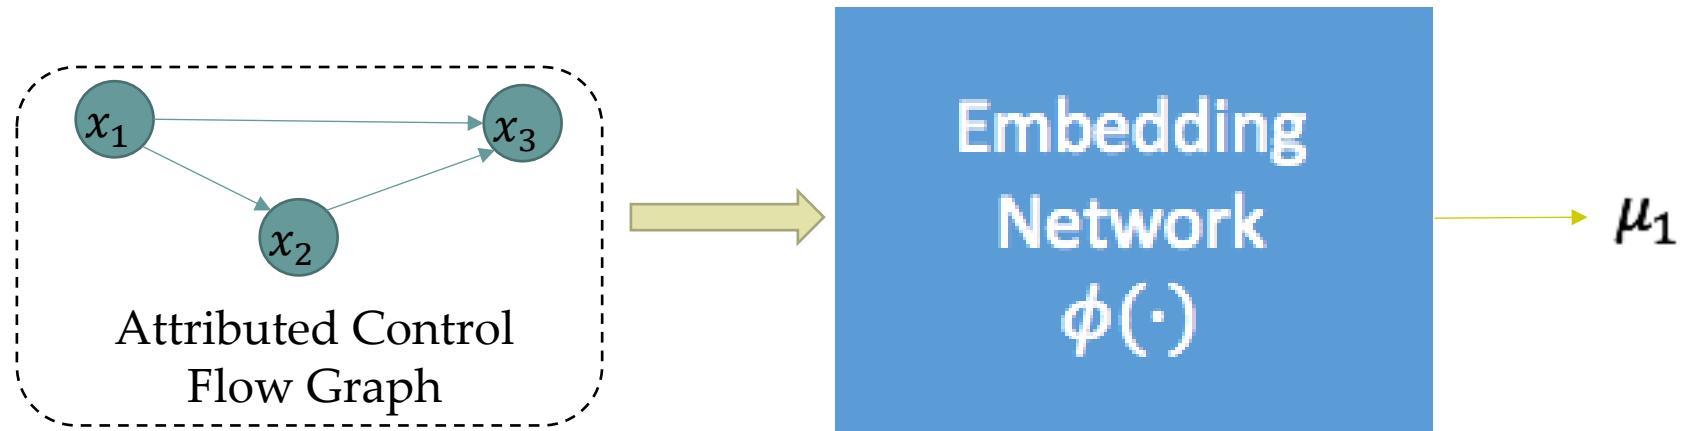 x₁
x₃
x₂
Attributed Control
Flow Graph
Embedding
Network
ϕ(·)
μ₁